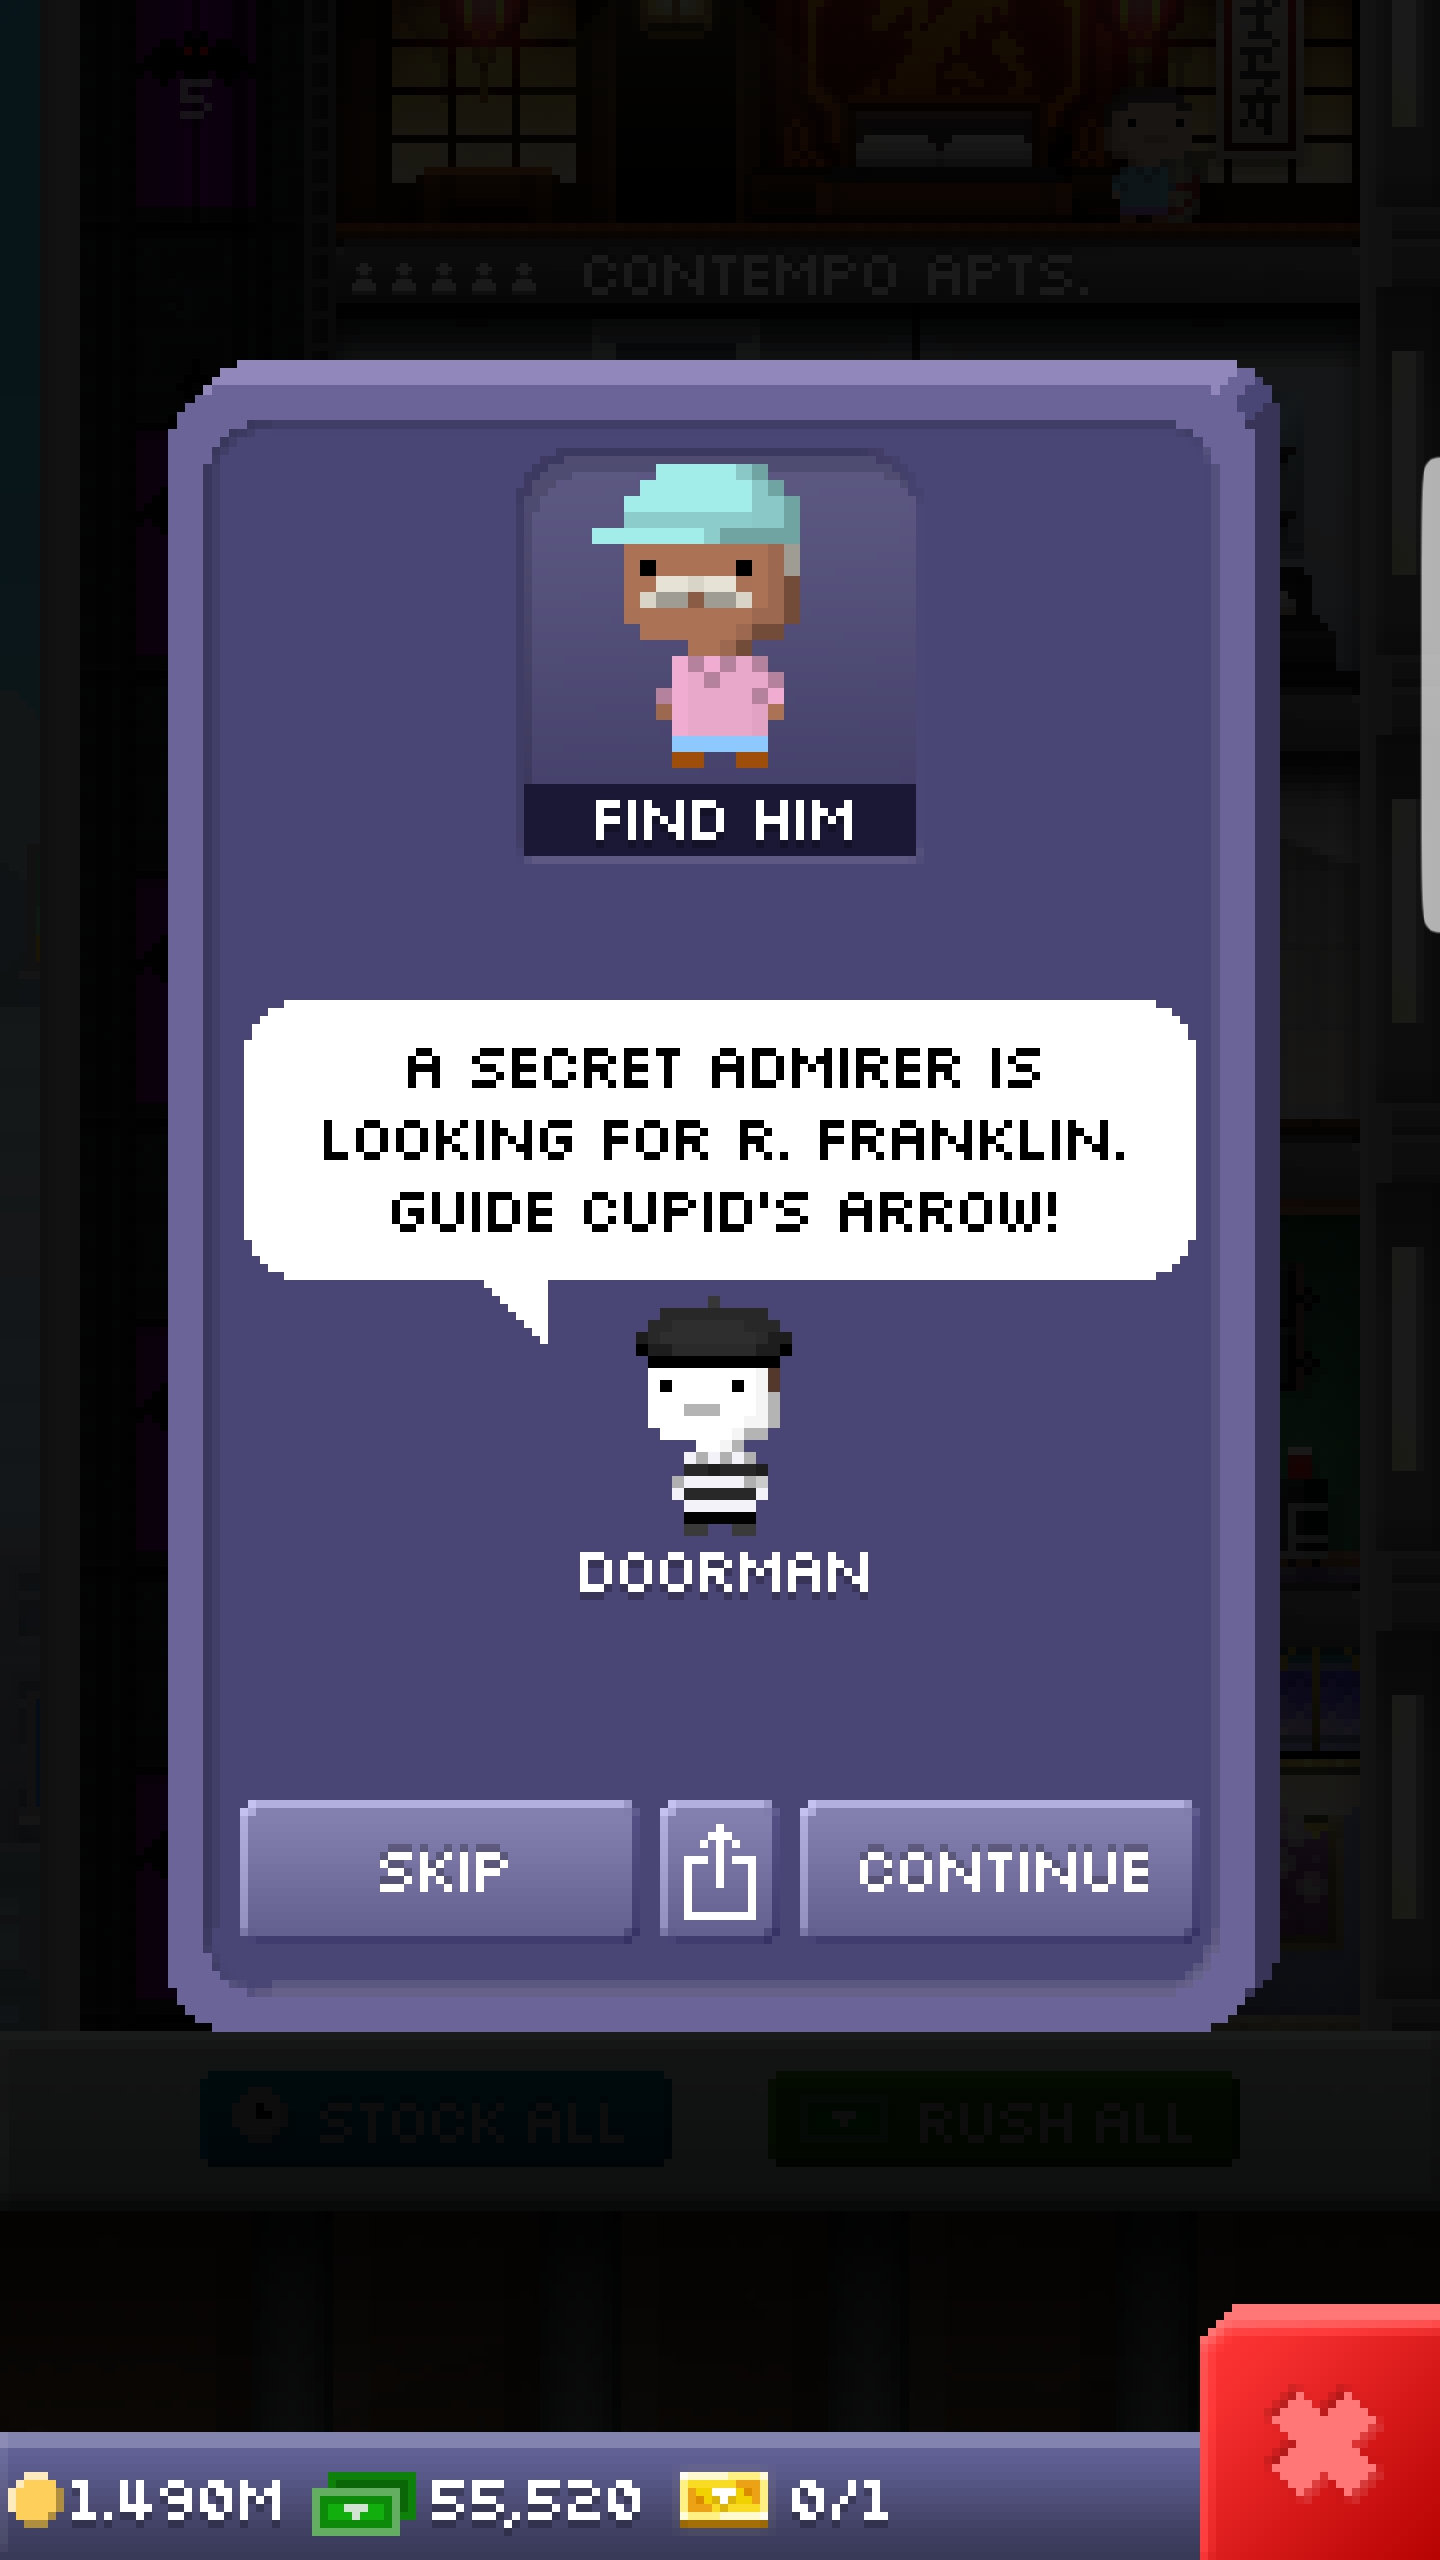 5
CONTEMPO APTS.
FIND HIM
A SECRET ADMIRER IS
LOOKING FOR R. FRANKLIN.
GUIDE CUPID'S ARROW!
DOORMAN
SKIP
CONTINUE
STOCK ALL
RUSH ALL
1.490M
55,520
0/1